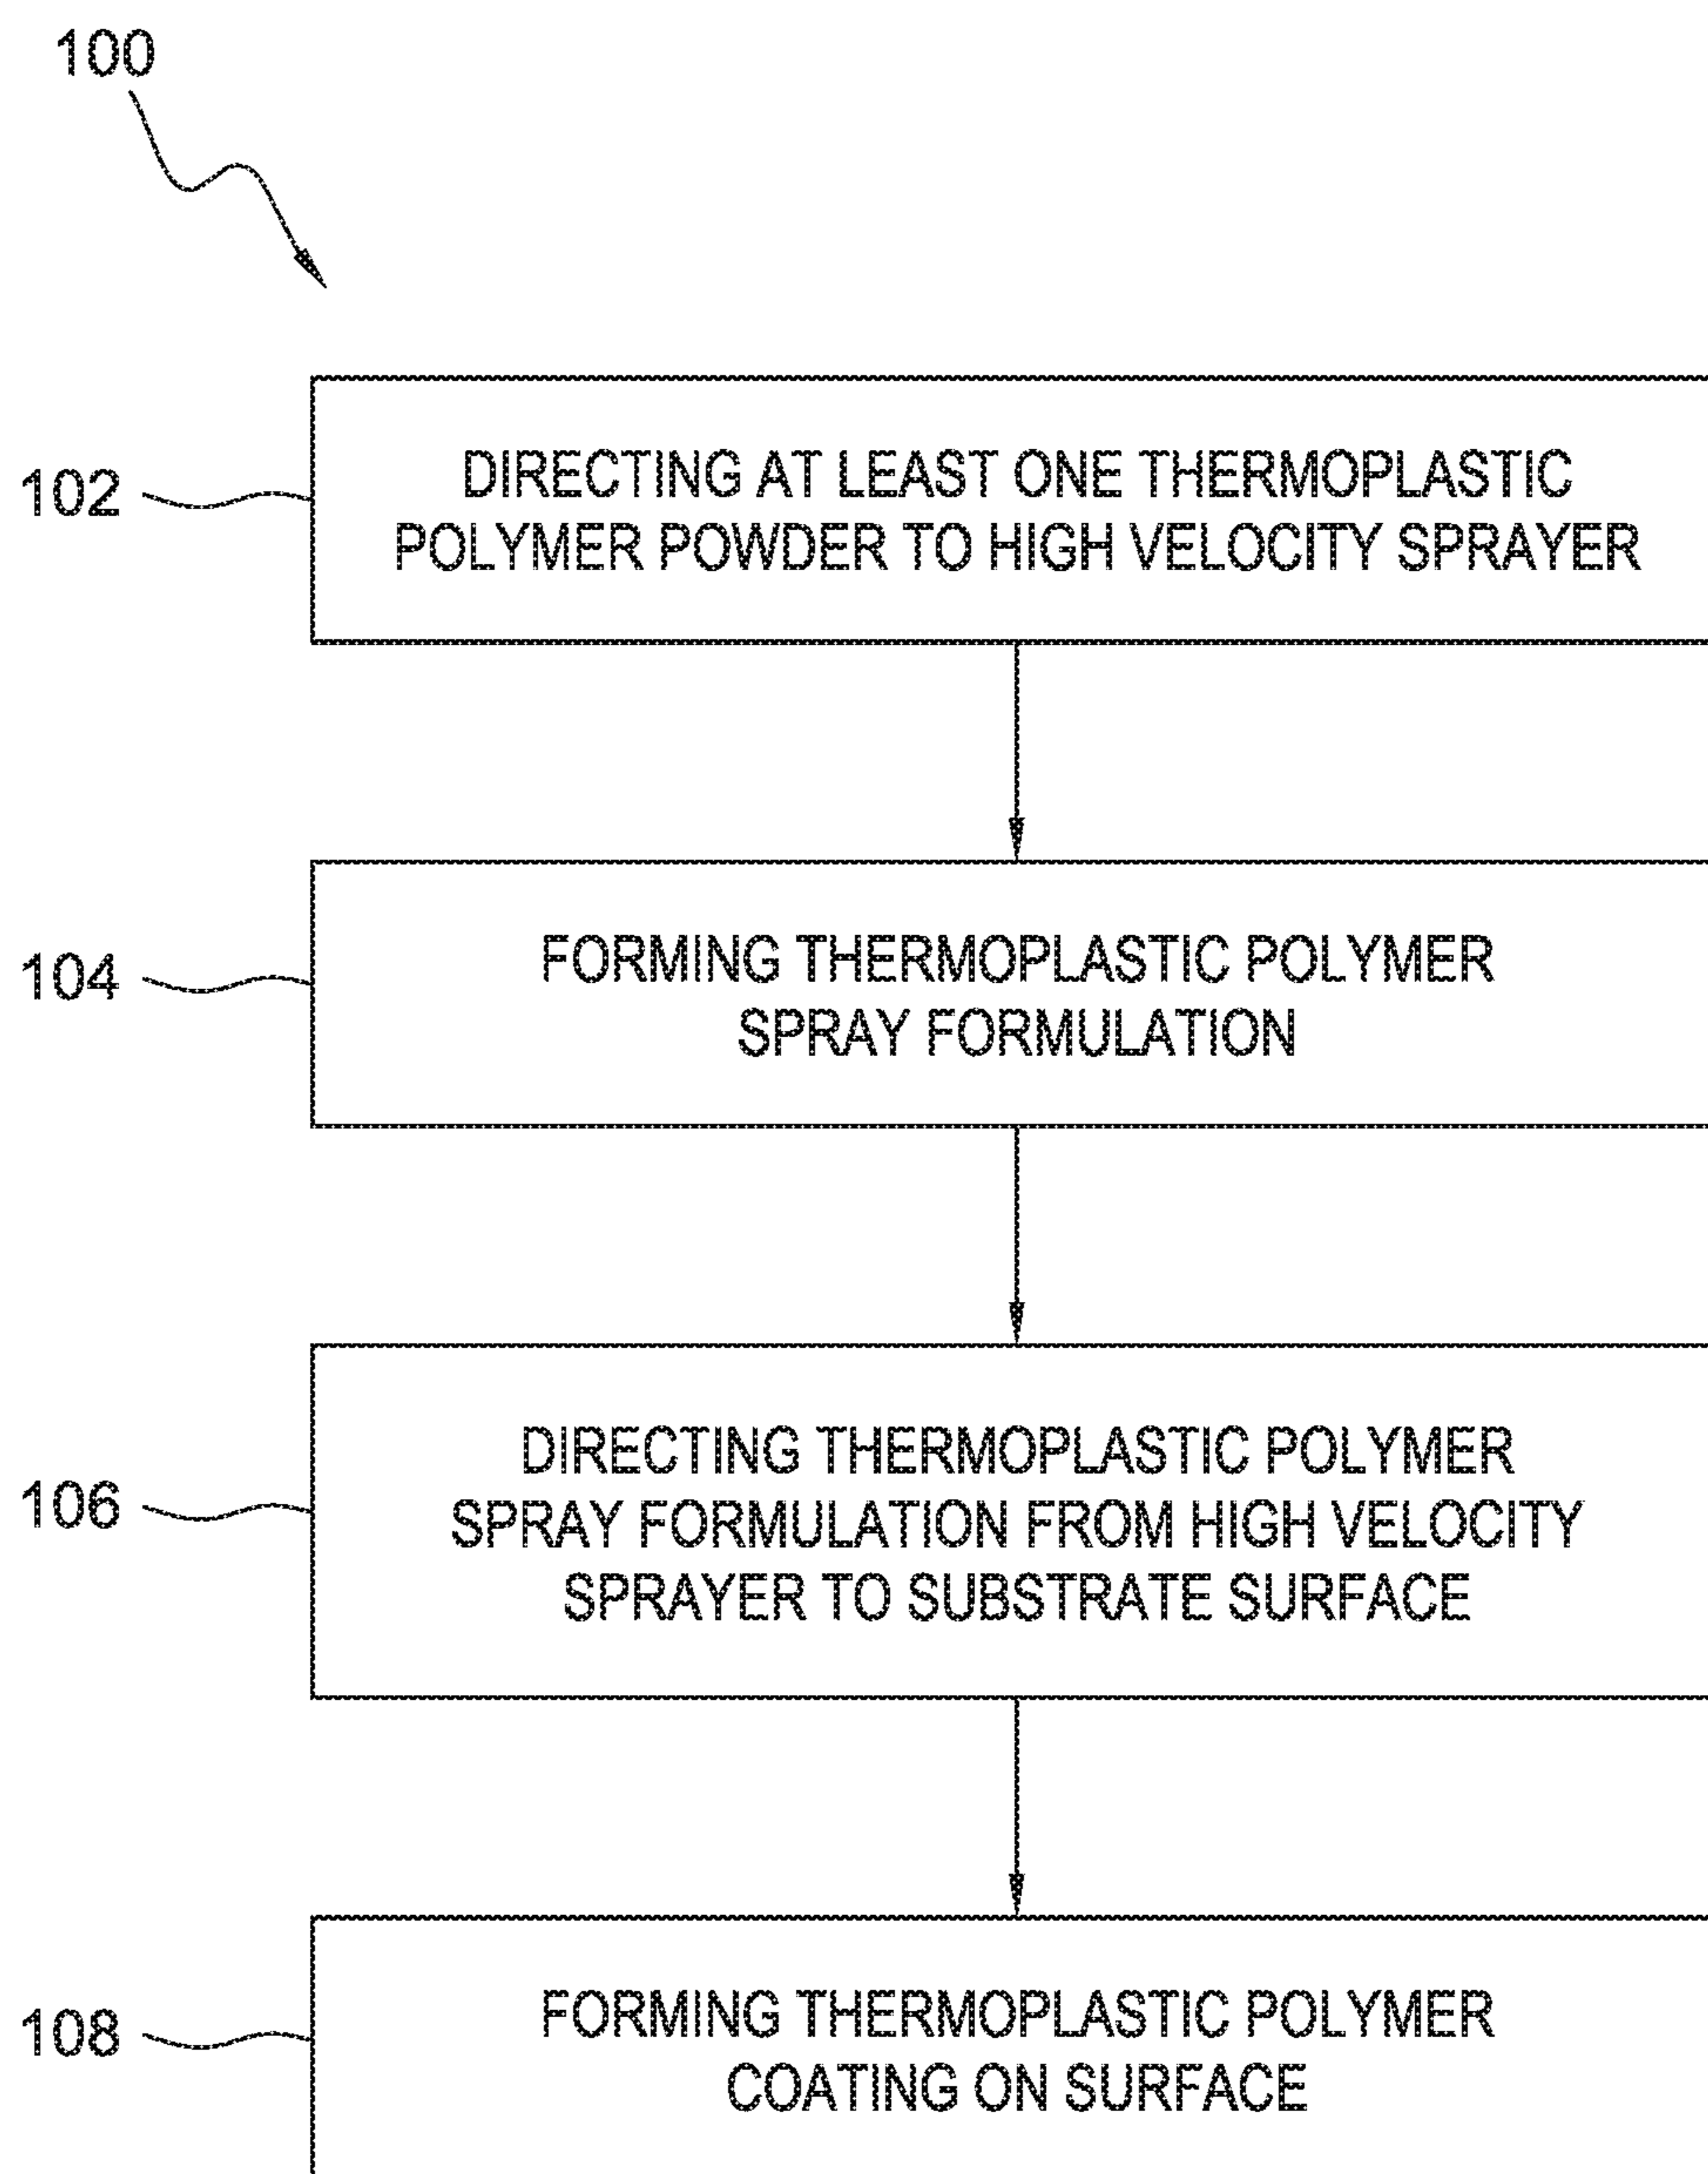 100
102
DIRECTING AT LEAST ONE THERMOPLASTIC
POLYMER POWDER TO HIGH VELOCITY SPRAYER
104
FORMING THERMOPLASTIC POLYMER
SPRAY FORMULATION
106
DIRECTING THERMOPLASTIC POLYMER
SPRAY FORMULATION FROM HIGH VELOCITY
SPRAYER TO SUBSTRATE SURFACE
108
FORMING THERMOPLASTIC POLYMER
COATING ON SURFACE